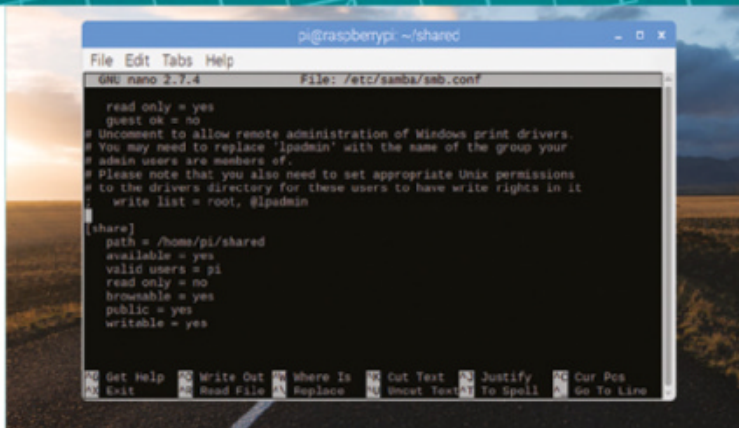 pi@raspberrypi: ~/shared
File Edit Tabs Help
GNU nano 2.7.4 File: /etc/samba/smb.conf
read only = yes
guest ok = no
# Uncomment to allow remote administration of Windows print drivers.
# You may need to replace 'lpadmin' with the name of the group your
# admin users are members of.
# Please note that you also need to set appropriate Unix permissions
# to the drivers directory for these users to have write rights in it
;   write list = root, @lpadmin
[share]
path = /home/pi/shared
available = yes
valid users = pi
read only = no
browsable = yes
public = yes
writable = yes
^G Get Help ^O Write Out ^W Where Is ^K Cut Text ^J Justify ^C Cur Pos
^X Exit ^R Read File ^\ Replace ^U Uncut Text ^T To Spell ^_ Go To Line